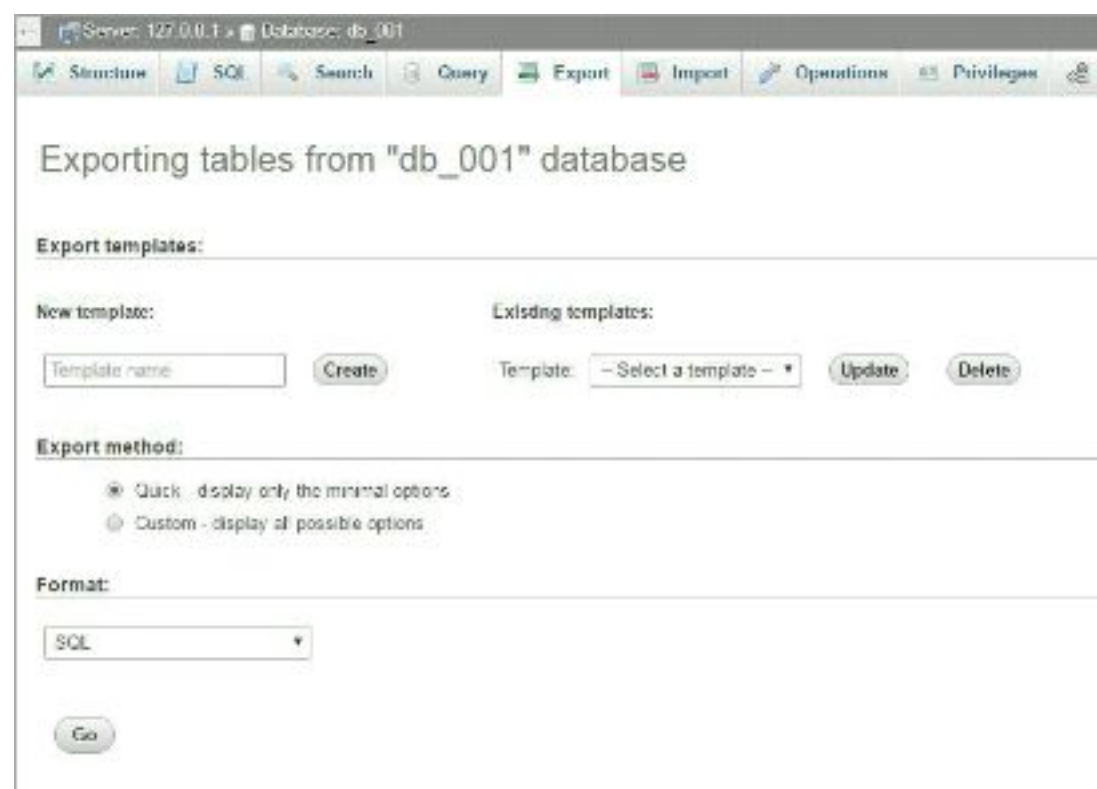 Server: 127.0.0.1 » Database: db_001
Structure SQL Search Query Export Import Operations Privileges
Exporting tables from "db_001" database
Export templates:
New template: Existing templates:
Template name Create Template: -- Select a template -- Update Delete
Export method:
Quick - display only the minimal options
Custom - display all possible options
Format:
SQL
Go